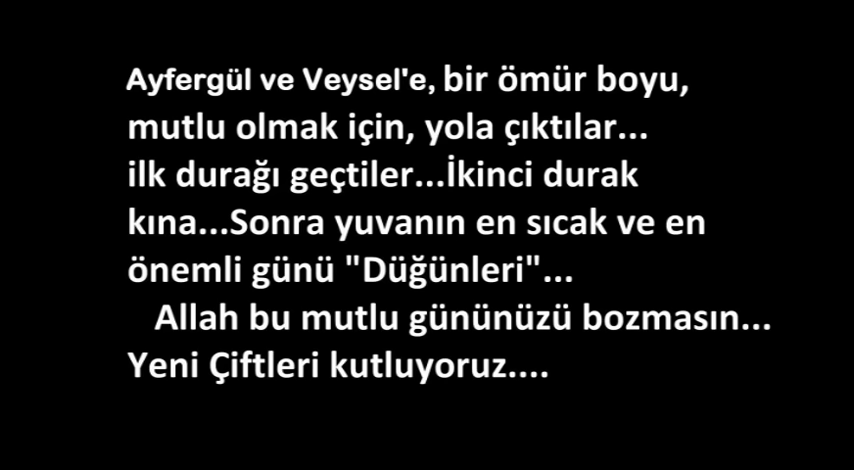 Ayfergül ve Veysel'e, bir ömür boyu,
mutlu olmak için, yola çıktılar...
ilk durağı geçtiler...İkinci durak
kına...Sonra yuvanın en sıcak ve en
önemli günü "Düğünleri"...
Allah bu mutlu gününüzü bozmasın...
Yeni Çiftleri kutluyoruz....